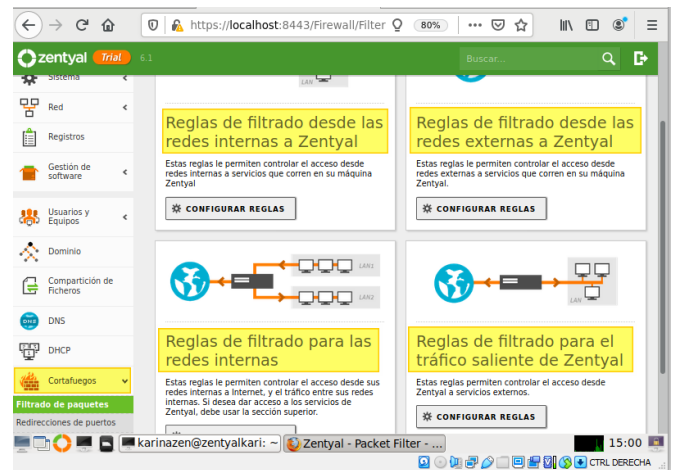 https://localhost:8443/Firewall/Filter
80%
zentyal Trial 6.1
Buscar...
Sistema
Red
Registros
Gestión de
software
Usuarios y
Equipos
Dominio
Compartición de
Ficheros
DNS
DNS
DHCP
Cortafuegos
Filtrado de paquetes
Redirecciones de puertos
LAN
Reglas de filtrado desde las
redes internas a Zentyal
Estas reglas le permiten controlar el acceso desde
redes internas a servicios que corren en su máquina
Zentyal
CONFIGURAR REGLAS
Reglas de filtrado desde las
redes externas a Zentyal
Estas reglas le permiten controlar el acceso desde
redes externas a servicios que corren en su máquina
Zentyal.
CONFIGURAR REGLAS
LAN1
LAN2
Reglas de filtrado para las
redes internas
Estas reglas le permiten controlar el acceso desde sus
redes internas a Internet, y el tráfico entre sus redes
internas. Si desea dar acceso a los servicios de
Zentyal, debe usar la sección superior.
LAN
Reglas de filtrado para el
tráfico saliente de Zentyal
Estas reglas permiten controlar el acceso desde
Zentyal a servicios externos.
CONFIGURAR REGLAS
karinazen@zentyalkari: ~
Zentyal - Packet Filter - ...
15:00
CTRL DERECHA